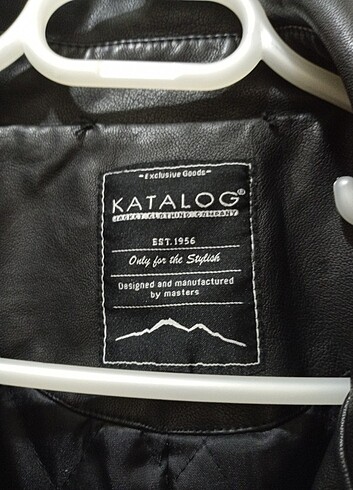 -Exclusive Goods-
KATALOG®
JACKET CLOTHING COMPANY
EST.1956
Only for the Stylish
Designed and manufactured
by masters